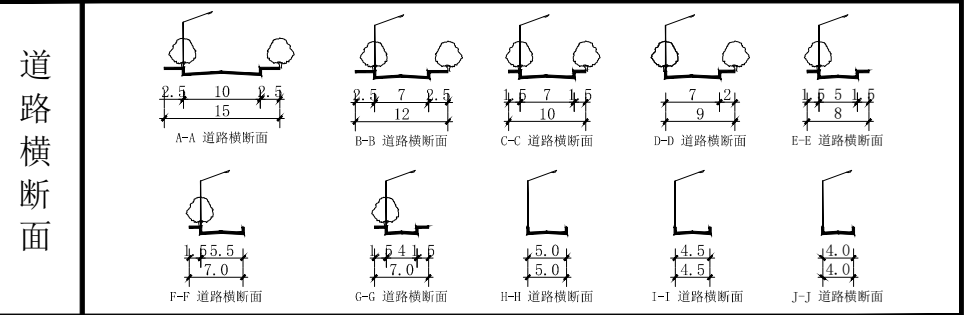 道路横断面
2.5 10 2.5
15
A-A 道路横断面
2.5 7 2.5
12
B-B 道路横断面
1.5 7 1.5
10
C-C 道路横断面
7 2
9
D-D 道路横断面
1.5 5 1.5
8
E-E 道路横断面
1.5 5.5
7.0
F-F 道路横断面
1.5 4 1.5
7.0
G-G 道路横断面
5.0
5.0
H-H 道路横断面
4.5
4.5
I-I 道路横断面
4.0
4.0
J-J 道路横断面